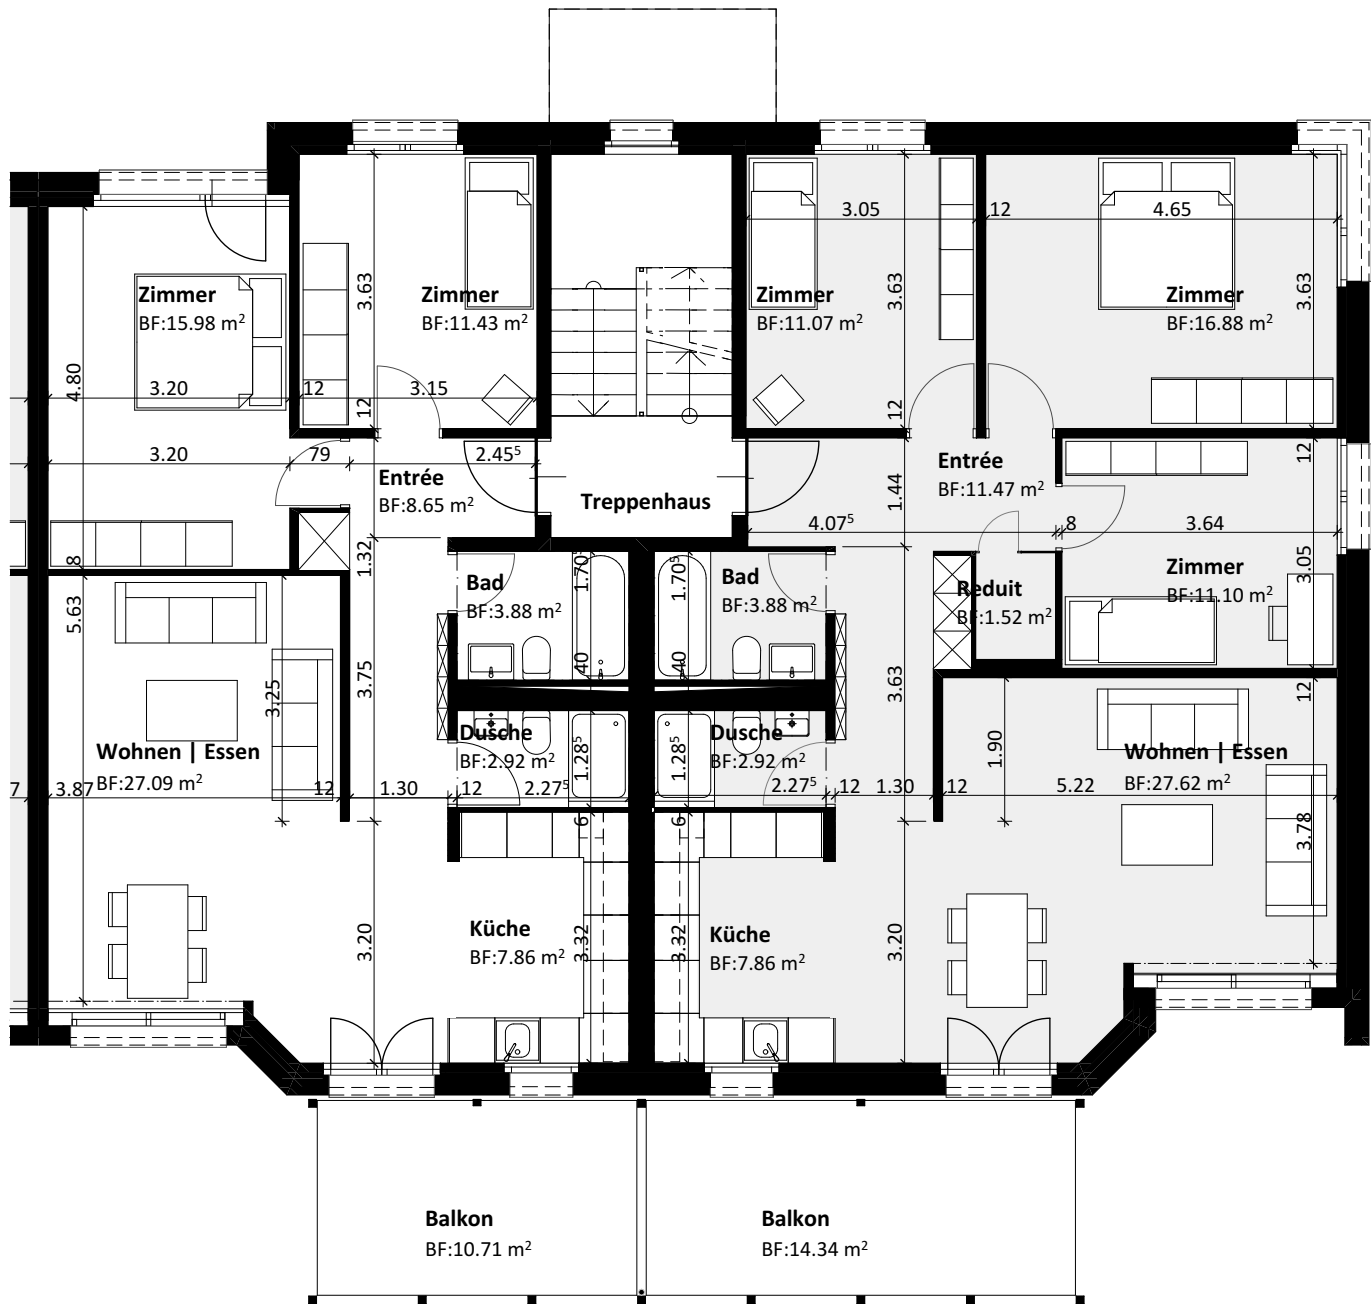 3.05
12
4.65
3.63
3.63
3.63
Zimmer
BF:15.98 m²
Zimmer
BF:11.43 m²
Zimmer
BF:11.07 m²
Zimmer
BF:16.88 m²
4.80
3.20
12
3.15
12
12
3.20
79
2.45⁵
Entrée
BF:8.65 m²
Treppenhaus
1.44
Entrée
BF:11.47 m²
12
4.07⁵
8
3.64
8
1.32
Bad
BF:3.88 m²
1.70⁵
1.70⁵
Bad
BF:3.88 m²
Reduit
BF:1.52 m²
Zimmer
BF:11.10 m²
3.05
5.63
3.25
3.75
40
40
3.63
12
Wohnen | Essen
BF:27.09 m²
Dusche
BF:2.92 m²
1.28⁵
1.28⁵
Dusche
BF:2.92 m²
1.90
Wohnen | Essen
BF:27.62 m²
7
3.87
12
1.30
12
2.27⁵
2.27⁵
12
1.30
12
5.22
6
6
3.78
3.20
Küche
BF:7.86 m²
3.32
3.32
Küche
BF:7.86 m²
3.20
Balkon
BF:10.71 m²
Balkon
BF:14.34 m²